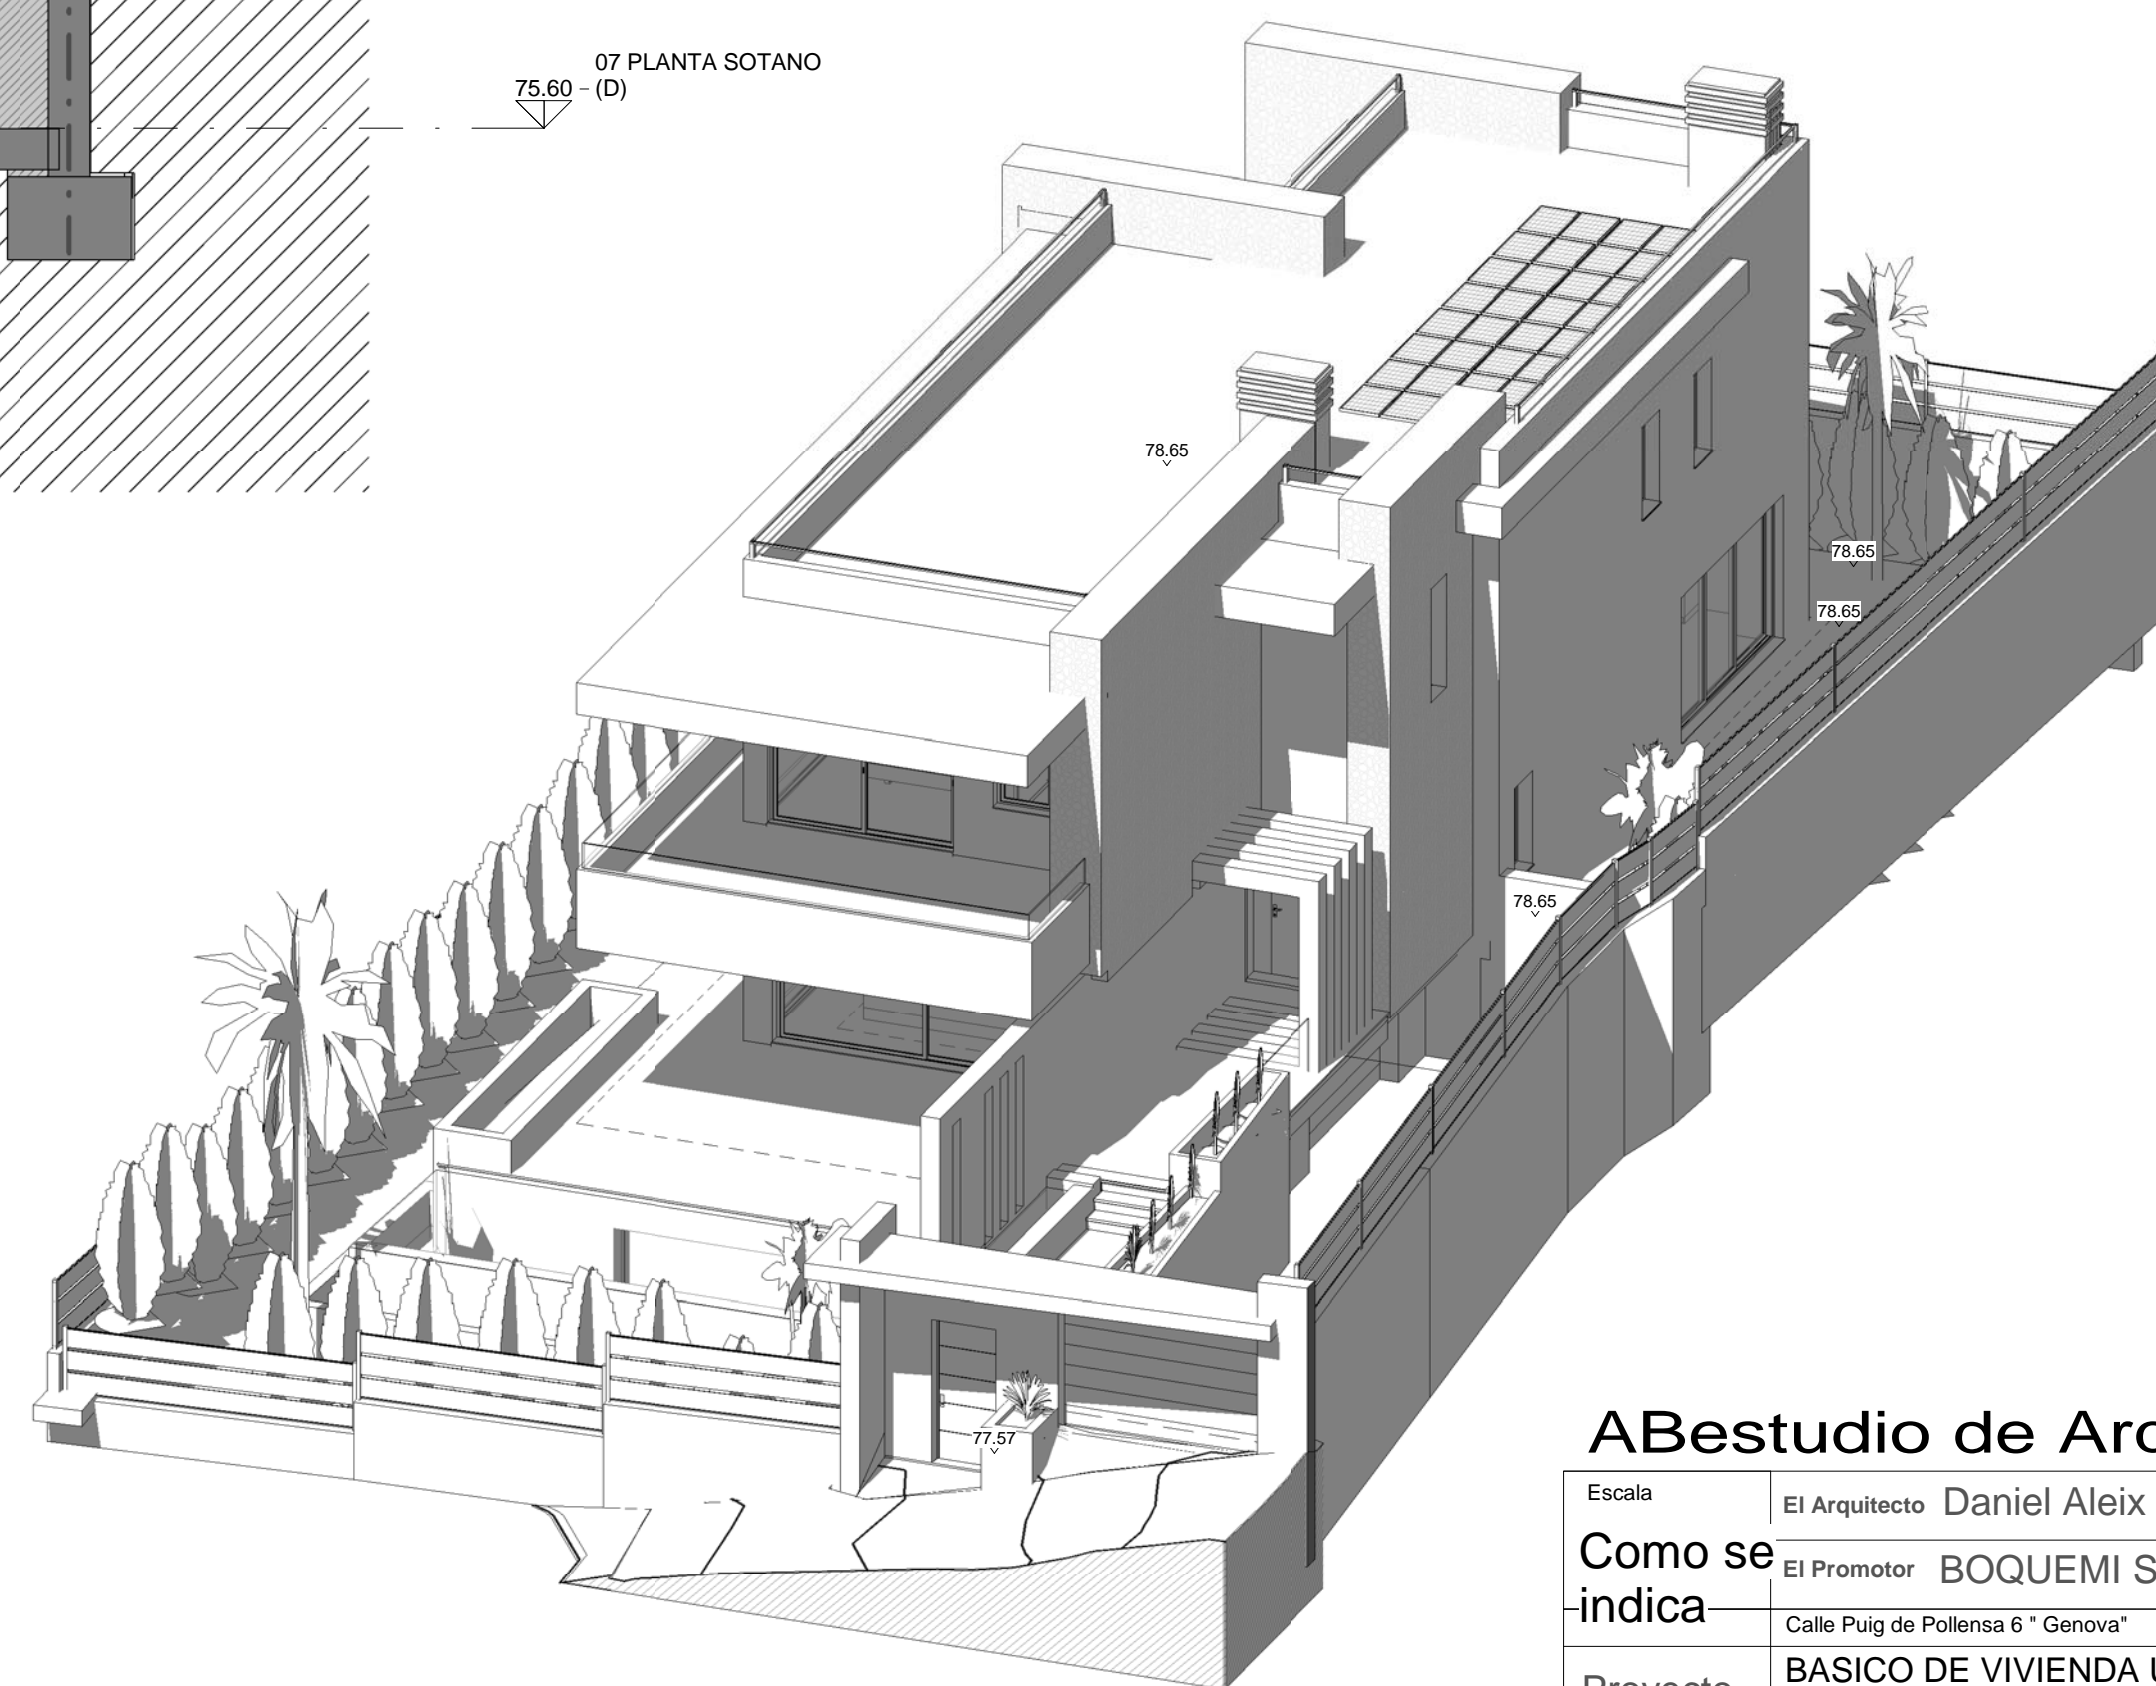 07 PLANTA SOTANO
75.60 - (D)
78.65
78.65
78.65
78.65
77.57
ABestudio de
Escala
El Arquitecto Daniel Aleix
Como se
indica
El Promotor BOQUEMI
Calle Puig de Pollensa 6 " Genova"
Proyecto
BASICO DE VIVIENDA